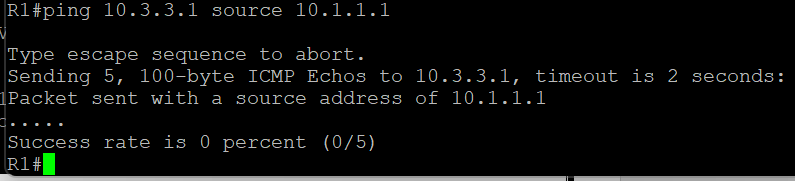 R1#ping 10.3.3.1 source 10.1.1.1
Type escape sequence to abort.
Sending 5, 100-byte ICMP Echos to 10.3.3.1, timeout is 2 seconds:
Packet sent with a source address of 10.1.1.1
.....
Success rate is 0 percent (0/5)
R1#